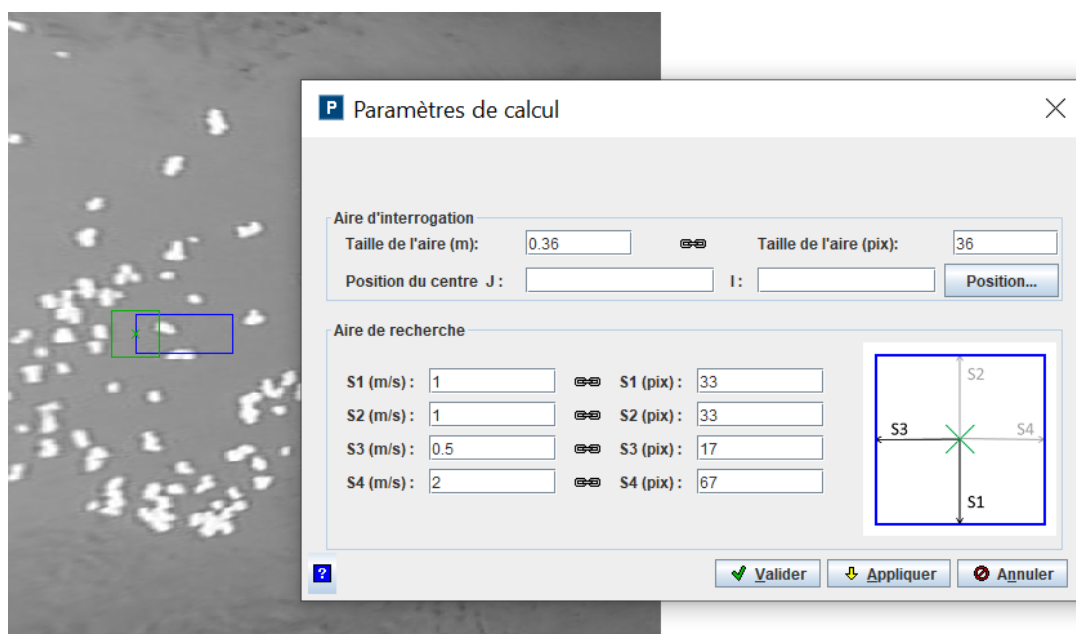 P Paramètres de calcul
Aire d'interrogation
Taille de l'aire (m): 0.36 Taille de l'aire (pix): 36
Position du centre J : I : Position...
Aire de recherche
S1 (m/s) : 1 S1 (pix) : 33
S2 (m/s) : 1 S2 (pix) : 33
S3 (m/s) : 0.5 S3 (pix) : 17
S4 (m/s) : 2 S4 (pix) : 67
S2
S3 S4
S1
? Valider Appliquer Annuler